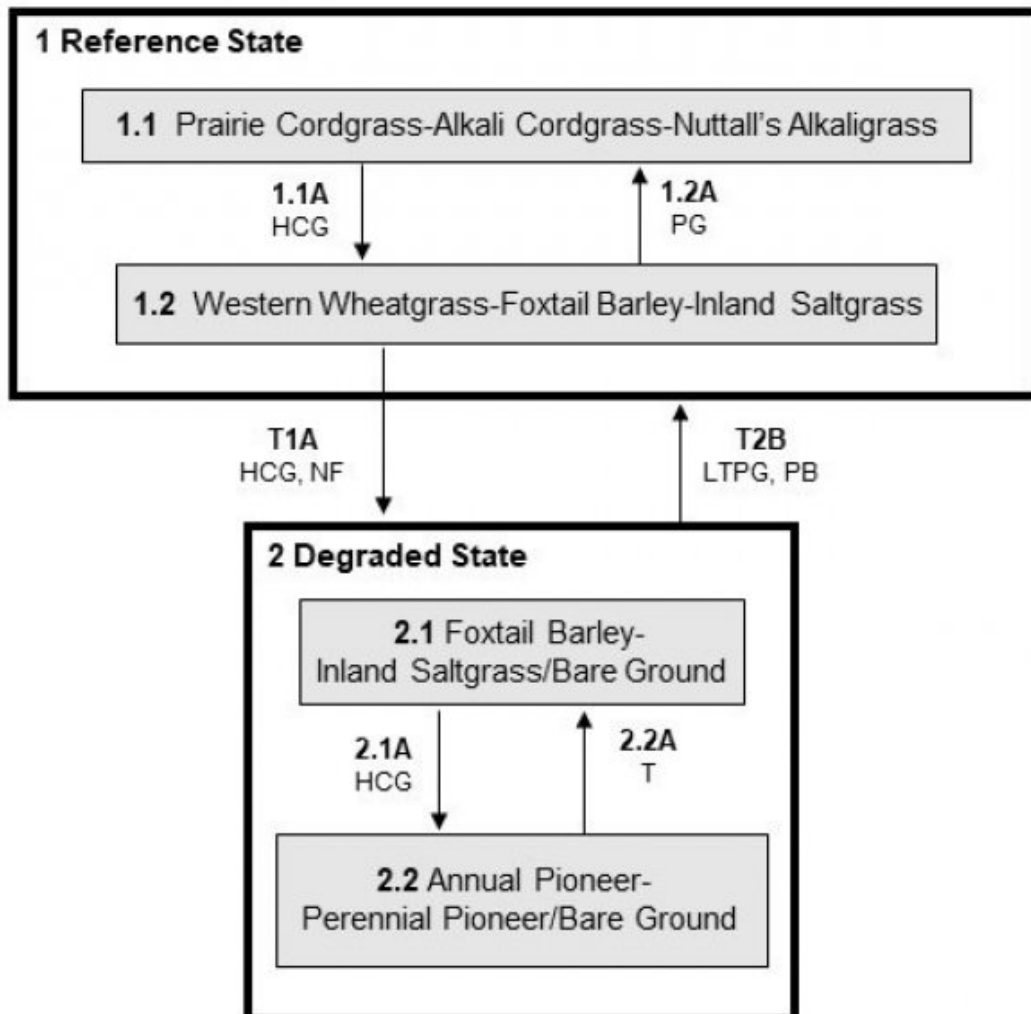 1 Reference State
1.1 Prairie Cordgrass-Alkali Cordgrass-Nuttall's Alkaligrass
1.1A
HCG
1.2A
PG
1.2 Western Wheatgrass-Foxtail Barley-Inland Saltgrass
T1A
HCG, NF
T2B
LTPG, PB
2 Degraded State
2.1 Foxtail Barley-
Inland Saltgrass/Bare Ground
2.1A
HCG
2.2A
T
2.2 Annual Pioneer-
Perennial Pioneer/Bare Ground